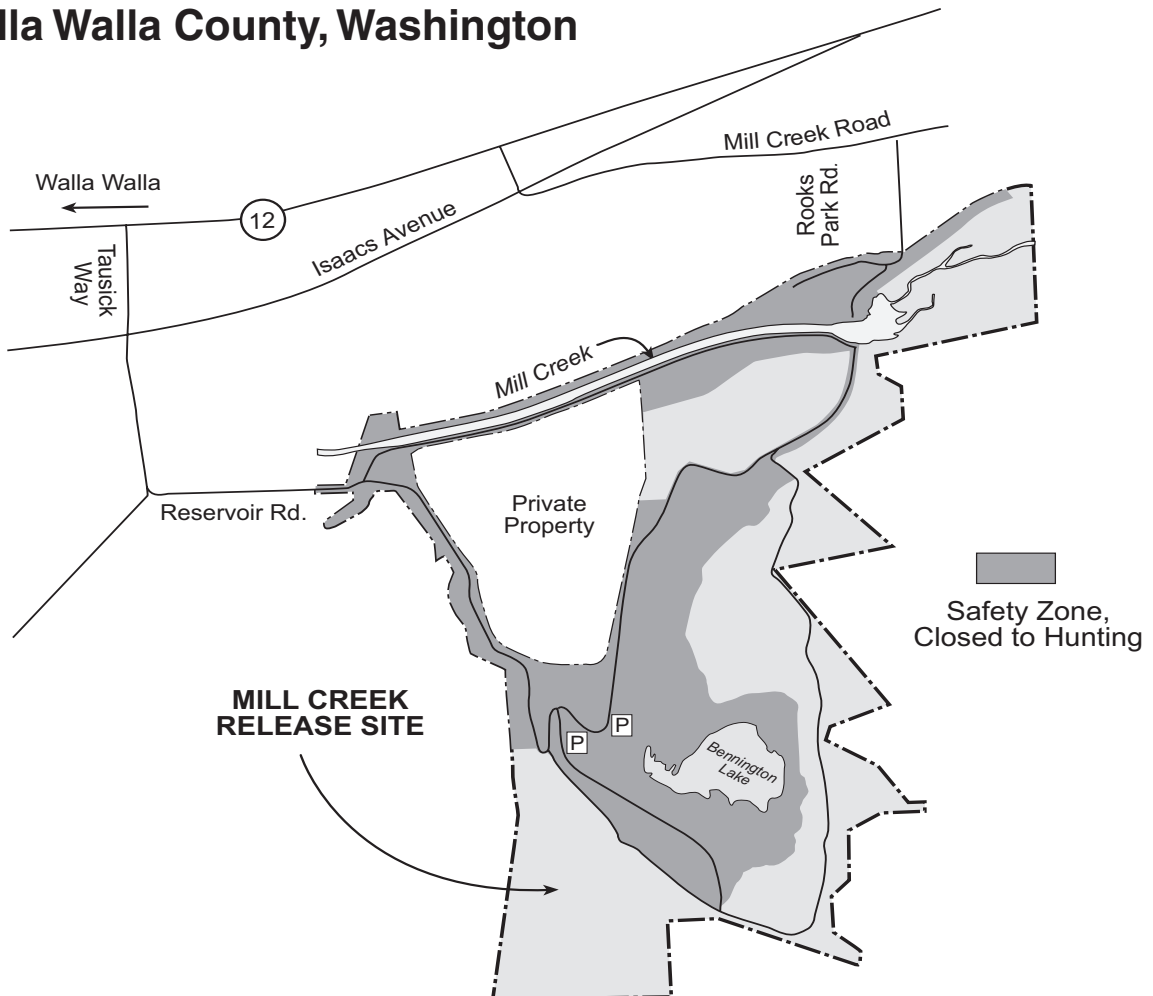 lla Walla County, Washington
Mill Creek Road
Walla Walla
12
Rooks
Park Rd.
Isaacs Avenue
Tausick
Way
Mill Creek
Private
Property
Reservoir Rd.
Safety Zone,
Closed to Hunting
MILL CREEK
RELEASE SITE
P
P
Bennington
Lake